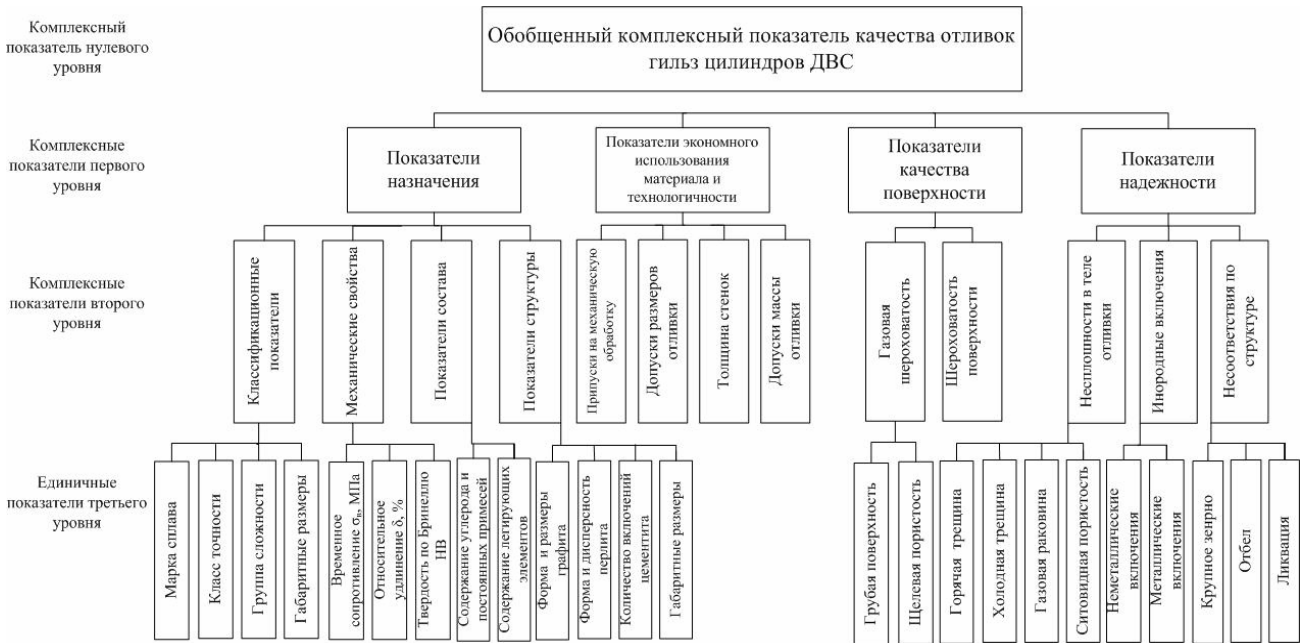 Комплексный
показатель нулевого
уровня
Обобщенный комплексный показатель качества отливок
гильз цилиндров ДВС
Комплексные
показатели первого
уровня
Показатели
назначения
Показатели экономного
использования
материала и
технологичности
Показатели
качества
поверхности
Показатели
надежности
Комплексные
показатели второго
уровня
Классификационные
показатели
Механические свойства
Показатели состава
Показатели структуры
Припуски на механическую
обработку
Допуски размеров
отливки
Толщина стенок
Допуски массы
отливки
Газовая
шероховатость
Шероховатость
поверхности
Несплошности в теле
отливки
Инородные включения
Несоответствия по
структуре
Единичные
показатели третьего
уровня
Марка сплава
Класс точности
Группа сложности
Габаритные размеры
Временное
сопротивление σв, МПа
Относительное
удлинение δ, %
Твердость по Бринеллю
НВ
Содержание углерода и
постоянных примесей
Содержание легирующих
элементов
Форма и размеры
графита
Форма и дисперсность
перлита
Количество включений
цементита
Габаритные размеры
Грубая поверхность
Щелевая пористость
Горячая трещина
Холодная трещина
Газовая раковина
Ситовидная пористость
Неметаллические
включения
Металлические
включения
Крупное зенрно
Отбел
Ликвация